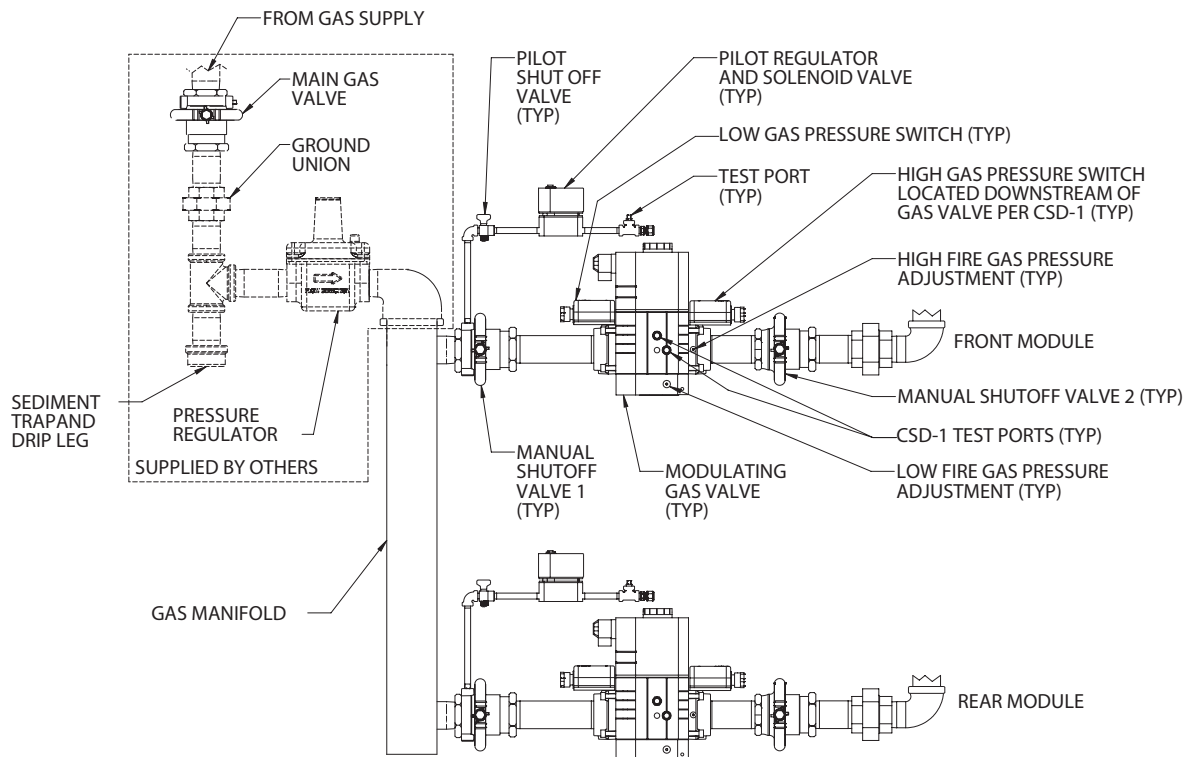 FROM GAS SUPPLY
MAIN GAS
VALVE
GROUND
UNION
PILOT
SHUT OFF
VALVE
(TYP)
PILOT REGULATOR
AND SOLENOID VALVE
(TYP)
LOW GAS PRESSURE SWITCH (TYP)
TEST PORT
(TYP)
HIGH GAS PRESSURE SWITCH
LOCATED DOWNSTREAM OF
GAS VALVE PER CSD-1 (TYP)
HIGH FIRE GAS PRESSURE
ADJUSTMENT (TYP)
FRONT MODULE
MANUAL SHUTOFF VALVE 2 (TYP)
CSD-1 TEST PORTS (TYP)
LOW FIRE GAS PRESSURE
ADJUSTMENT (TYP)
SEDIMENT
TRAPAND
DRIP LEG
PRESSURE
REGULATOR
SUPPLIED BY OTHERS
MANUAL
SHUTOFF
VALVE 1
(TYP)
MODULATING
GAS VALVE
(TYP)
GAS MANIFOLD
REAR MODULE